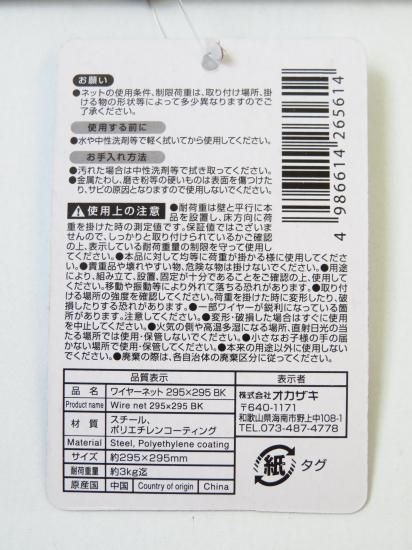 お願い
●ネットの使用条件、制限荷重は、取り付け場所、掛
ける物の形状等によって多少異なりますのでご
了承ください。
使用する前に
●水や中性洗剤等で軽く拭いてから使用してください。
お手入れ方法
●汚れた場合は中性洗剤等で拭き取ってください。
●金属たわし、磨き粉等の硬いものは表面を傷つけた
り、サビの原因となりますので使用しないでください。
使用上の注意
●耐荷重は壁と平行に本
品を設置し、床方向に荷
重を掛けた時の測定値です。保証値ではござい
ませんので、しっかりと取り付けられているかご確認
の上、表示している耐荷重量の制限を守って使用し
てください。●本品に対して均等に荷重が掛かる様に使用してくださ
い。●貴重品や壊れやすい物、危険な物は掛けないでください。●用途
により、組み立て、設置、固定が十分であることをご確認の上、使用し
てください。移動や振動等により外れて落ちる恐れがあります。●取り付
ける場所の強度を確認してください。荷重を掛けた時に変形したり、破
損したりする恐れがあります。●一部ワイヤーが鋭利になっている箇
所があります。注意してください。●変形・破損した場合はすぐに使用
を中止してください。●火気の側や高温多湿になる場所、直射日光の当
たる場所では使用・保管しないでください。●小さなお子様の手の届
かない場所で使用・保管してください。●本来の用途以外に使用しない
でください。●廃棄の際は、各自治体の廃棄区分に従ってください。
4 986614 265614
品質表示
品 名 ワイヤーネット 295×295 BK
Product name Wire net 295×295 BK
材 質 スチール、
ポリエチレンコーティング
Material Steel, Polyethylene coating
サイズ 約295×295mm
耐荷重量 約3kg迄
原産国 中国 Country of origin China
表示者
株式会社 オカザキ
〒640-1171
和歌山県海南市野上中108-1
TEL.073-487-4778
紙 タグ